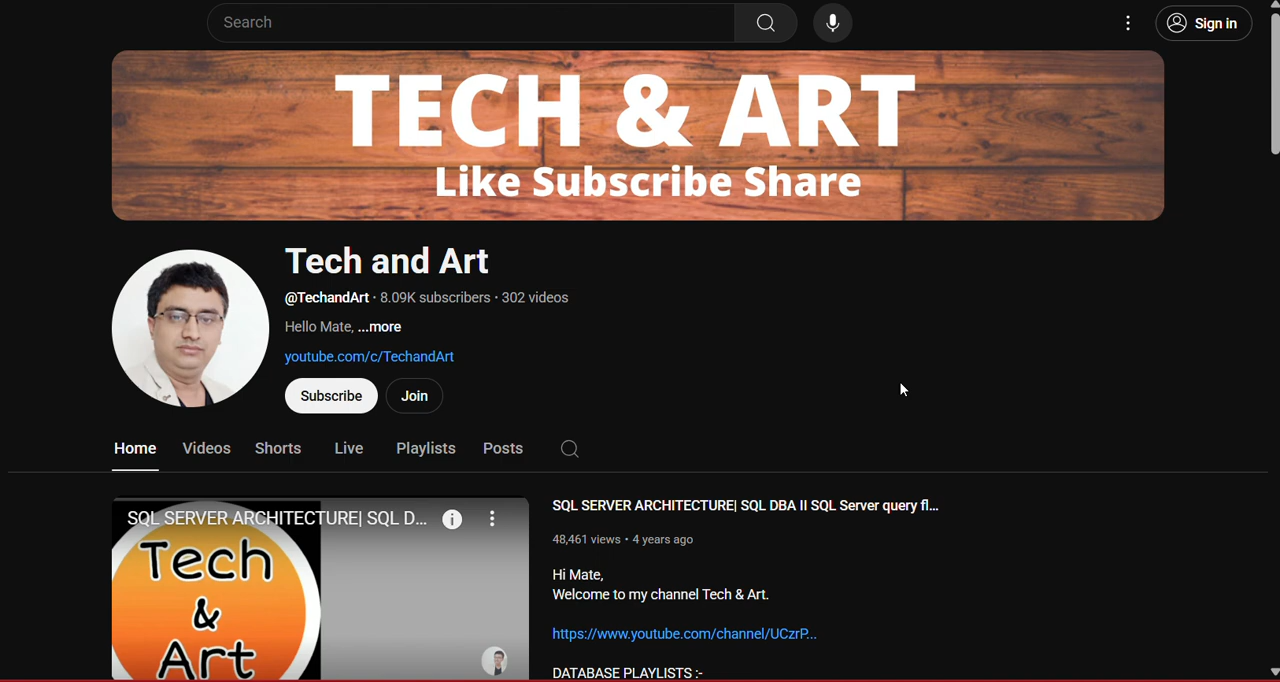 Search
Sign in
TECH & ART
Like Subscribe Share
Tech and Art
@TechandArt · 8.09K subscribers · 302 videos
Hello Mate, ...more
youtube.com/c/TechandArt
Subscribe
Join
Home
Videos
Shorts
Live
Playlists
Posts
SQL SERVER ARCHITECTURE| SQL D...
Tech
&
Art
SQL SERVER ARCHITECTURE| SQL DBA II SQL Server query fl...
48,461 views · 4 years ago
Hi Mate,
Welcome to my channel Tech & Art.
https://www.youtube.com/channel/UCzrP...
DATABASE PLAYLISTS :-